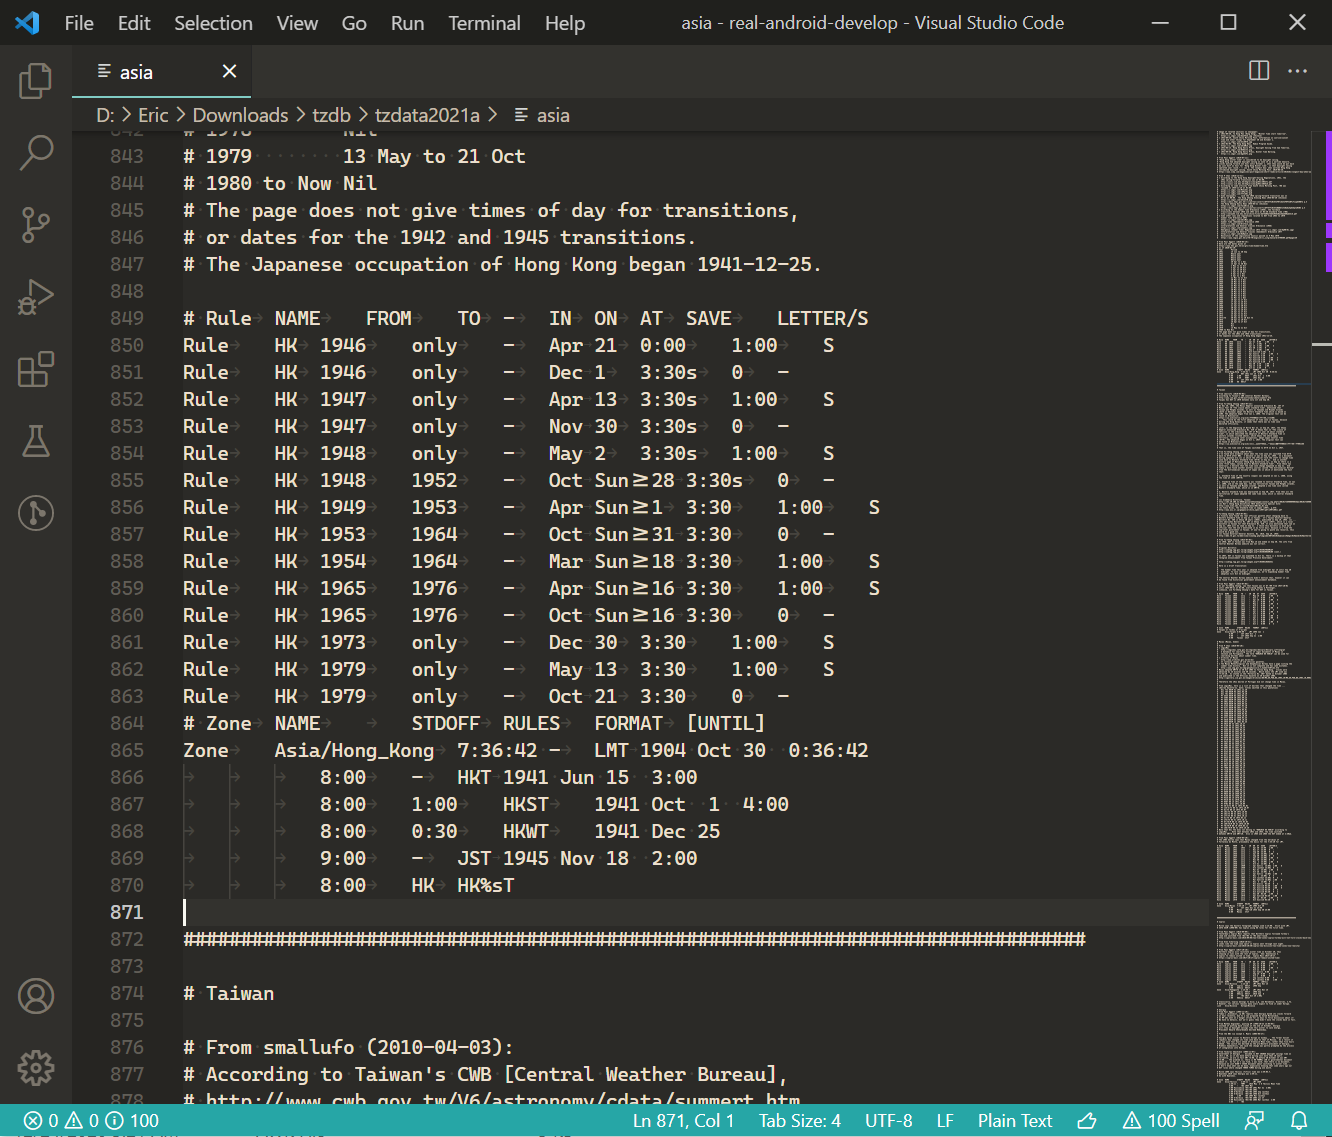 File Edit Selection View Go Run Terminal Help asia - real-android-develop - Visual Studio Code
asia
D: > Eric > Downloads > tzdb > tzdata2021a > asia
842 # 1978 Nil
843 # 1979 13 May to 21 Oct
844 # 1980 to Now Nil
845 # The page does not give times of day for transitions,
846 # or dates for the 1942 and 1945 transitions.
847 # The Japanese occupation of Hong Kong began 1941-12-25.
848
849 # Rule NAME FROM TO - IN ON AT SAVE LETTER/S
850 Rule HK 1946 only - Apr 21 0:00 1:00 S
851 Rule HK 1946 only - Dec 1 3:30s 0 -
852 Rule HK 1947 only - Apr 13 3:30s 1:00 S
853 Rule HK 1947 only - Nov 30 3:30s 0 -
854 Rule HK 1948 only - May 2 3:30s 1:00 S
855 Rule HK 1948 1952 - Oct Sun≥28 3:30s 0 -
856 Rule HK 1949 1953 - Apr Sun≥1 3:30 1:00 S
857 Rule HK 1953 1964 - Oct Sun≥31 3:30 0 -
858 Rule HK 1954 1964 - Mar Sun≥18 3:30 1:00 S
859 Rule HK 1965 1976 - Apr Sun≥16 3:30 1:00 S
860 Rule HK 1965 1976 - Oct Sun≥16 3:30 0 -
861 Rule HK 1973 only - Dec 30 3:30 1:00 S
862 Rule HK 1979 only - May 13 3:30 1:00 S
863 Rule HK 1979 only - Oct 21 3:30 0 -
864 # Zone NAME STDOFF RULES FORMAT [UNTIL]
865 Zone Asia/Hong_Kong 7:36:42 - LMT 1904 Oct 30 0:36:42
866 8:00 - HKT 1941 Jun 15 3:00
867 8:00 1:00 HKST 1941 Oct 1 4:00
868 8:00 0:30 HKWT 1941 Dec 25
869 9:00 - JST 1945 Nov 18 2:00
870 8:00 HK HK%sT
871
872 ###############################################################################
873
874 # Taiwan
875
876 # From smallufo (2010-04-03):
877 # According to Taiwan's CWB [Central Weather Bureau],
878 # http://www.cwb.gov.tw/V6/astronomy/cdata/summert.htm
0 0 100 Ln 871, Col 1 Tab Size: 4 UTF-8 LF Plain Text 100 Spell